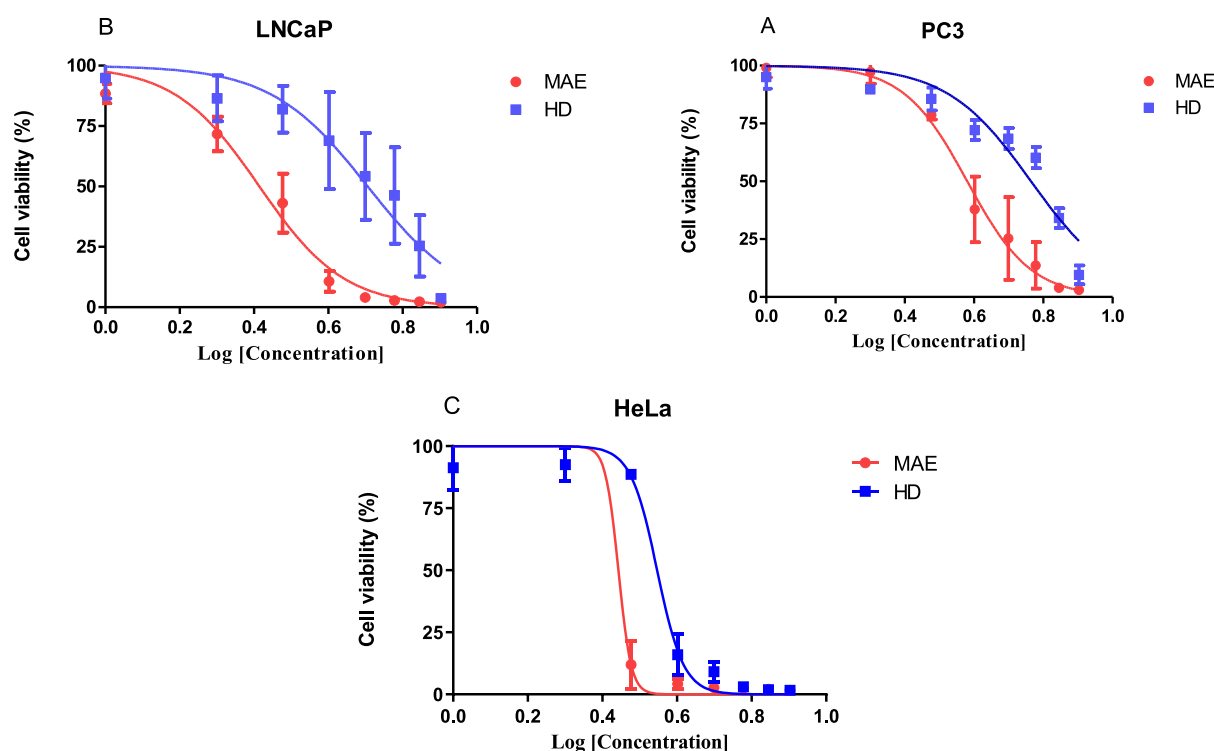 B
LNCaP
100
75
50
25
0
0.0 0.2 0.4 0.6 0.8 1.0
Cell viability (%)
Log [Concentration]
MAE
HD
A
PC3
100
75
50
25
0
0.0 0.2 0.4 0.6 0.8 1.0
Cell viability (%)
Log [Concentration]
MAE
HD
C
HeLa
100
75
50
25
0
0.0 0.2 0.4 0.6 0.8 1.0
Cell viability (%)
Log [Concentration]
MAE
HD